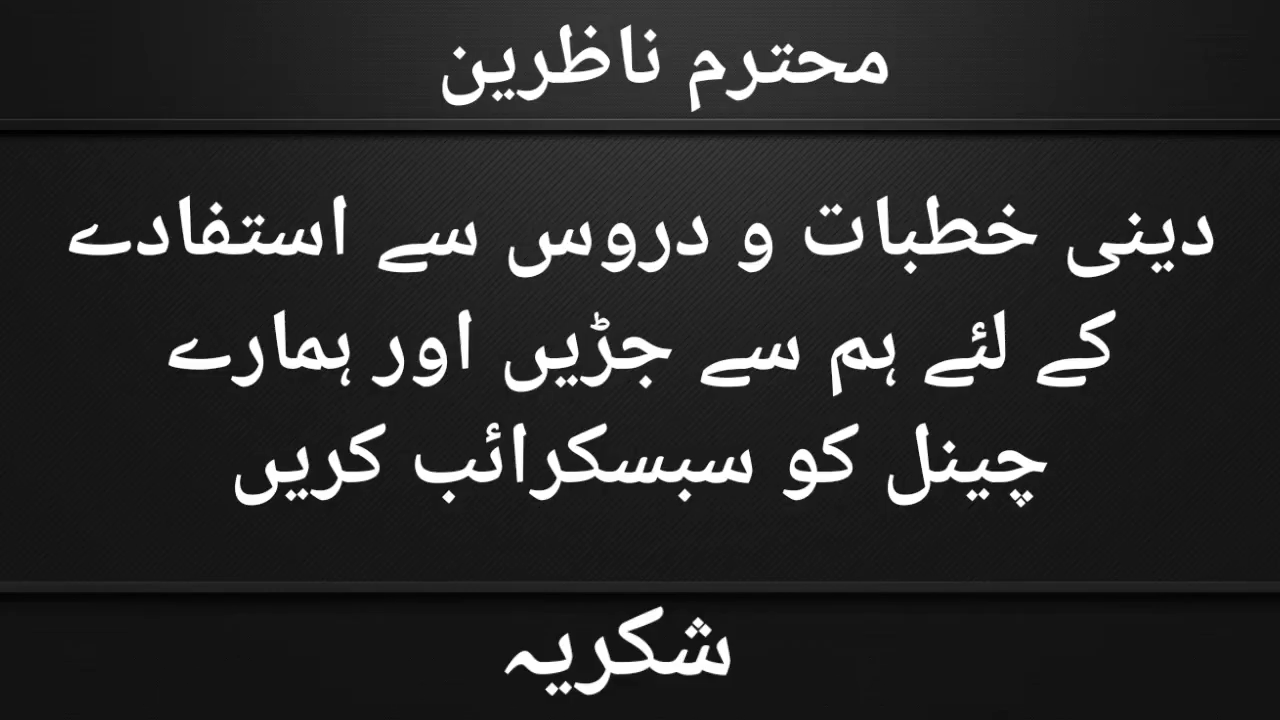 محترم ناظرین
دینی خطبات و دروس سے استفادے
کے لئے ہم سے جڑیں اور ہمارے
چینل کو سبسکرائب کریں
شکریہ